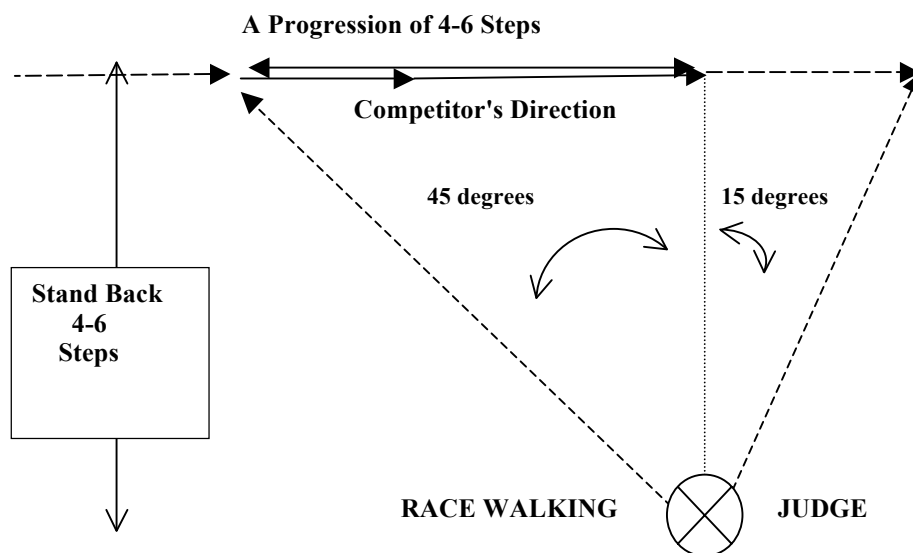 A Progression of 4-6 Steps
Competitor's Direction
45 degrees
15 degrees
Stand Back
4-6
Steps
RACE WALKING
JUDGE